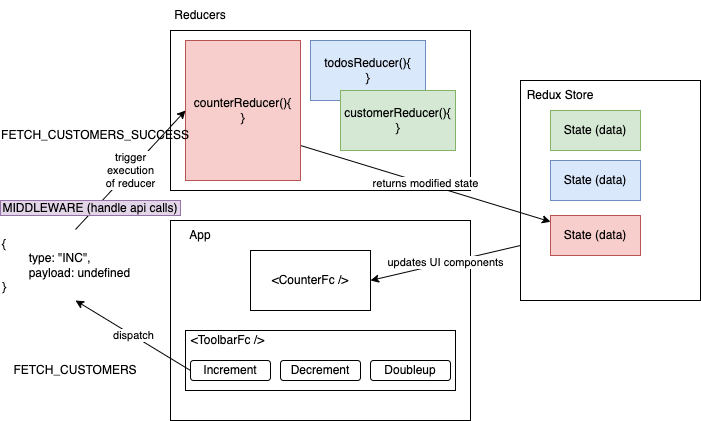 Reducers
todosReducer(){
}
counterReducer(){
}
customerReducer(){
}
Redux Store
State (data)
State (data)
State (data)
FETCH_CUSTOMERS_SUCCESS
trigger
execution
of reducer
returns modified state
MIDDLEWARE (handle api calls)
{
type: "INC",
payload: undefined
}
App
updates UI components
<CounterFc />
dispatch
<ToolbarFc />
FETCH_CUSTOMERS
Increment
Decrement
Doubleup